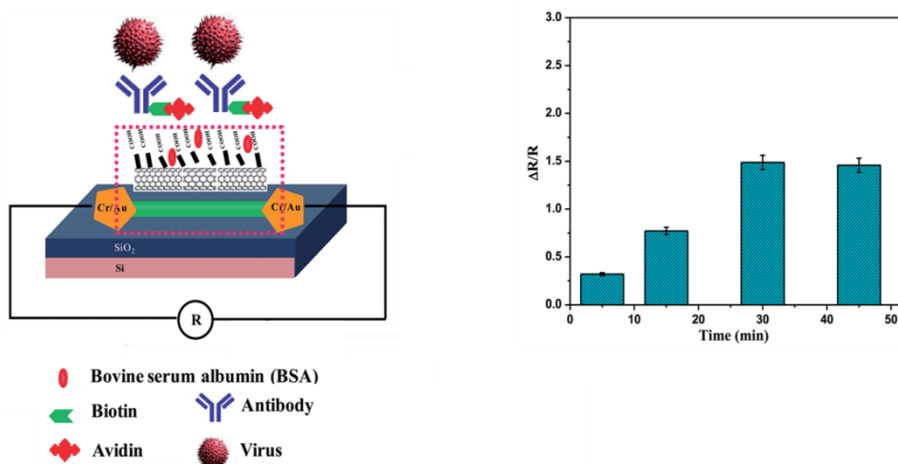 COOH COOH COOH COOH COOH COOH COOH COOH
Cr/Au
Cr/Au
SiO₂
Si
R
Bovine serum albumin (BSA)
Biotin
Antibody
Avidin
Virus
3.0
2.5
2.0
1.5
1.0
0.5
0.0
ΔR/R
0 10 20 30 40 50
Time (min)